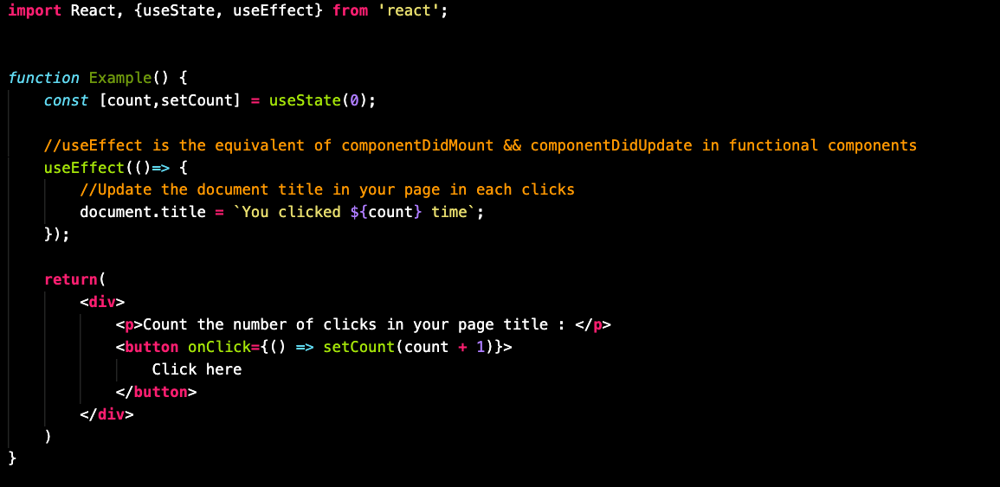 import React, {useState, useEffect} from 'react';
function Example() {
const [count,setCount] = useState(0);
//useEffect is the equivalent of componentDidMount && componentDidUpdate in functional components
useEffect(()=> {
//Update the document title in your page in each clicks
document.title = `You clicked ${count} time`;
});
return(
<div>
<p>Count the number of clicks in your page title : </p>
<button onClick={() => setCount(count + 1)}>
Click here
</button>
</div>
)
}